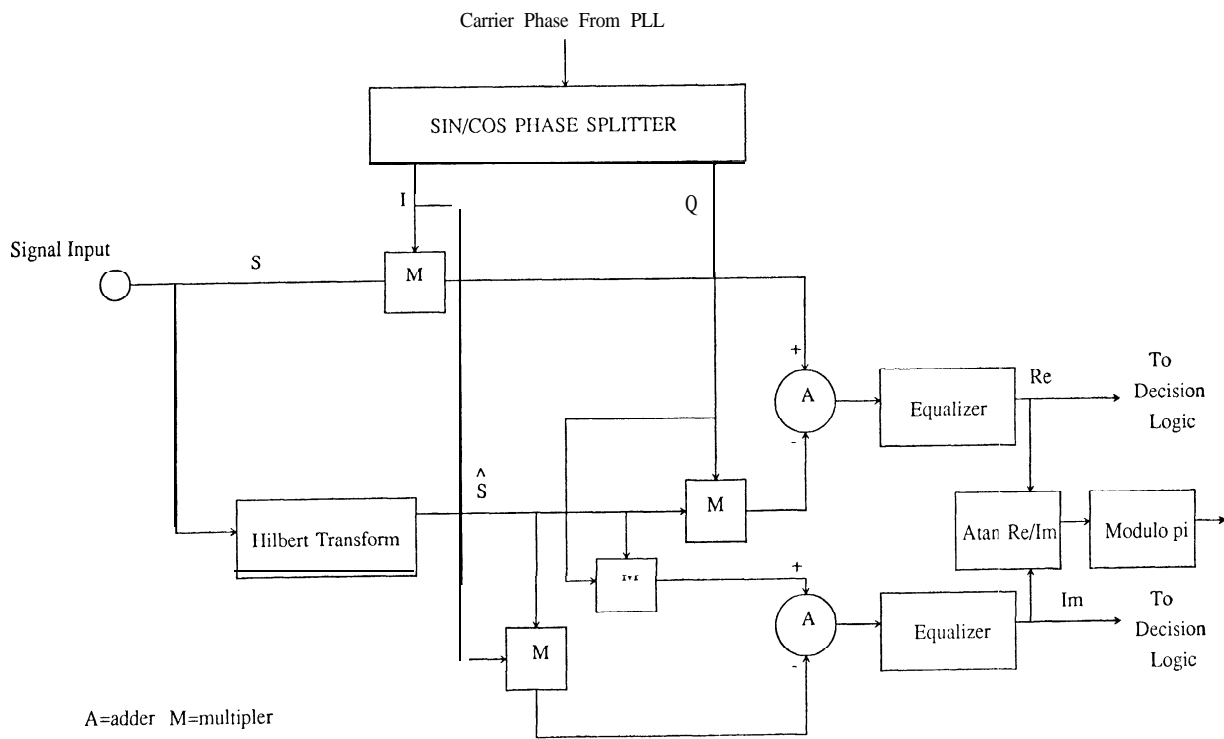 Carrier Phase From PLL
SIN/COS PHASE SPLITTER
I
Q
Signal Input
S
M
+
A
-
Equalizer
Re
To
Decision
Logic
^
S
M
Hilbert Transform
Atan Re/Im
Modulo pi
+
A
-
Equalizer
Im
To
Decision
Logic
M
A=adder M=multipler